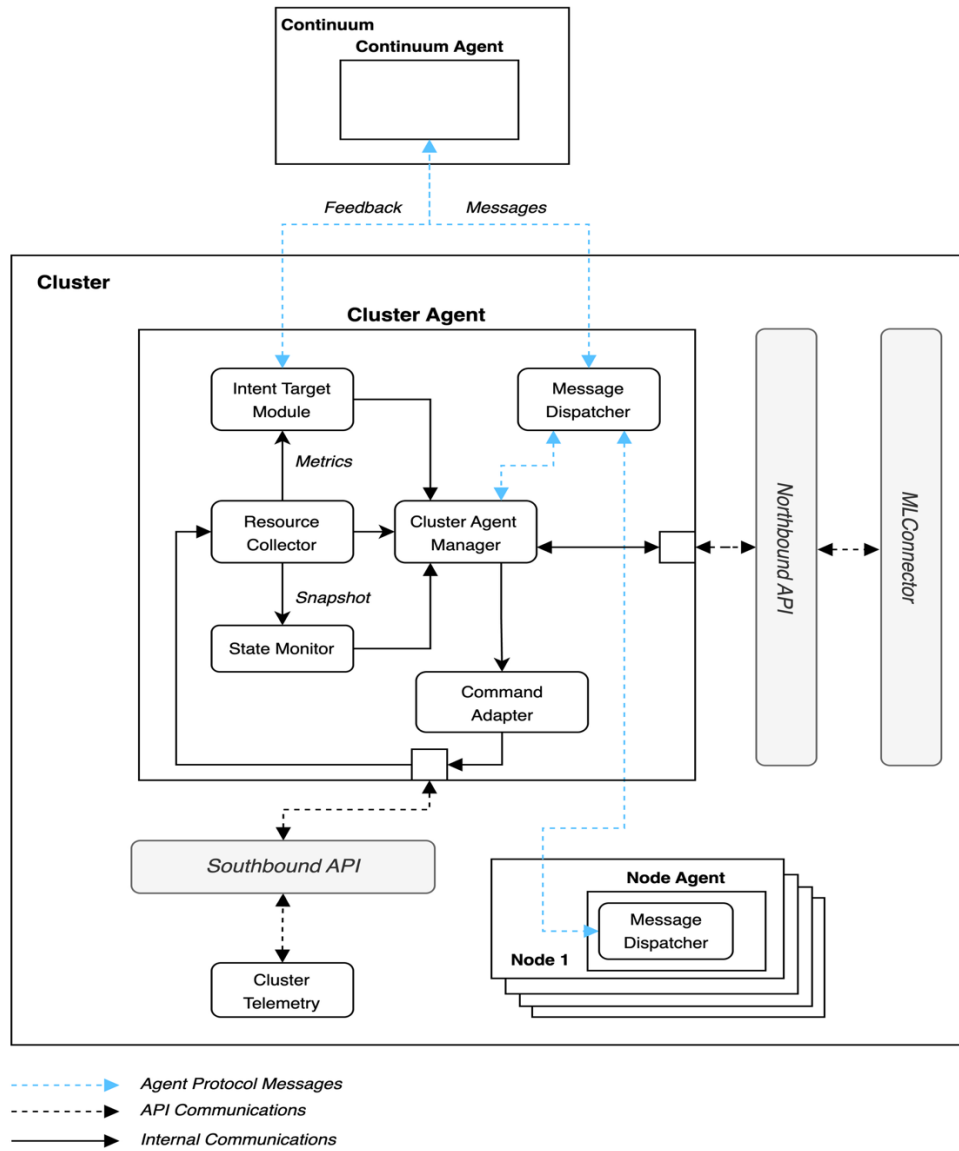 Continuum
Continuum Agent
Feedback
Messages
Cluster
Cluster Agent
Intent Target
Module
Message
Dispatcher
Metrics
Resource
Collector
Cluster Agent
Manager
Snapshot
State Monitor
Command
Adapter
Northbound API
MLConnector
Southbound API
Node Agent
Message
Dispatcher
Node 1
Cluster
Telemetry
Agent Protocol Messages
API Communications
Internal Communications